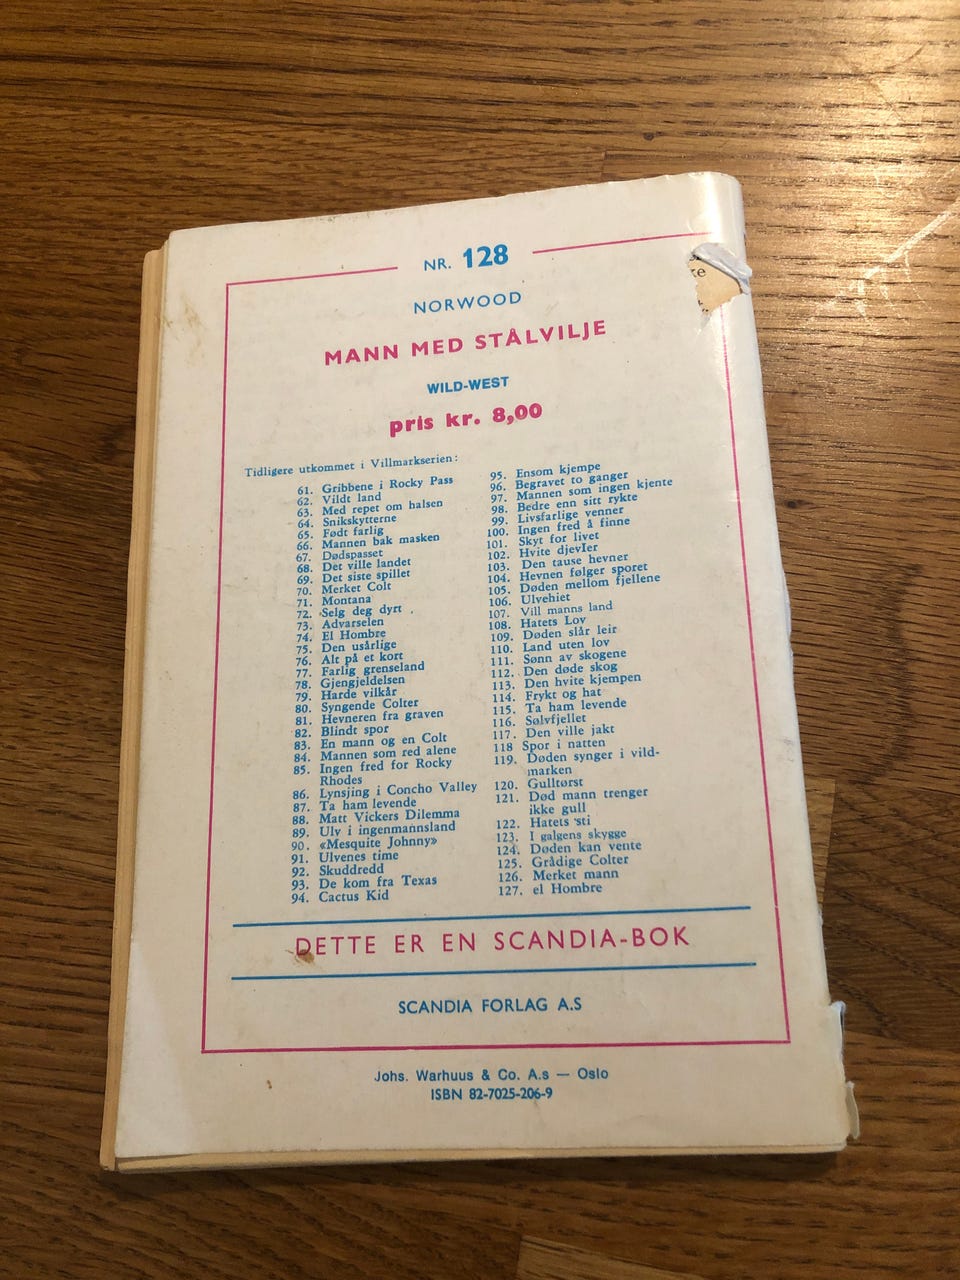 NR. 128
NORWOOD
MANN MED STÅLVILJE
WILD-WEST
pris kr. 8,00
Tidligere utkommet i Villmarkserien:
61. Gribbene i Rocky Pass
62. Vildt land
63. Med repet om halsen
64. Snikskytterne
65. Født farlig
66. Mannen bak masken
67. Dødspasset
68. Det ville landet
69. Det siste spillet
70. Merket Colt
71. Montana
72. Selg deg dyrt
73. Advarselen
74. El Hombre
75. Den usårlige
76. Alt på et kort
77. Farlig grenseland
78. Gjengjeldelsen
79. Harde vilkår
80. Syngende Colter
81. Hevneren fra graven
82. Blindt spor
83. En mann og en Colt
84. Mannen som red alene
85. Ingen fred for Rocky
Rhodes
86. Lynsjing i Concho Valley
87. Ta ham levende
88. Matt Vickers Dilemma
89. Ulv i ingenmannsland
90. «Mesquite Johnny»
91. Ulvenes time
92. Skuddredd
93. De kom fra Texas
94. Cactus Kid
95. Ensom kjempe
96. Begravet to ganger
97. Mannen som ingen kjente
98. Bedre enn sitt rykte
99. Livsfarlige venner
100. Ingen fred å finne
101. Skyt for livet
102. Hvite djevler
103. Den tause hevner
104. Hevnen følger sporet
105. Døden mellom fjellene
106. Ulvehiet
107. Vill manns land
108. Hatets Lov
109. Døden slår leir
110. Land uten lov
111. Sønn av skogene
112. Den døde skog
113. Den hvite kjempen
114. Frykt og hat
115. Ta ham levende
116. Sølvfjellet
117. Den ville jakt
118 Spor i natten
119. Døden synger i vild-
marken
120. Gulltørst
121. Død mann trenger
ikke gull
122. Hatets sti
123. I galgens skygge
124. Døden kan vente
125. Grådige Colter
126. Merket mann
127. el Hombre
DETTE ER EN SCANDIA-BOK
SCANDIA FORLAG A.S
Johs. Warhuus & Co. A.s — Oslo
ISBN 82-7025-206-9